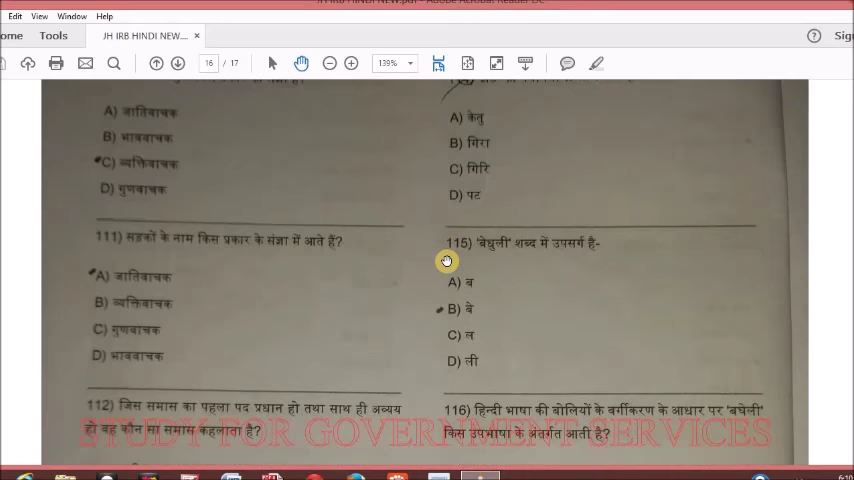 JH IRB HINDI NEW.pdf - Adobe Acrobat Reader DC
Edit View Window Help
ome Tools JH IRB HINDI NEW.... × Sig
16 / 17 139%
A) जातिवाचक
B) भाववाचक
C) व्यक्तिवाचक
D) गुणवाचक
111) सड़कों के नाम किस प्रकार के संज्ञा में आते हैं?
A) जातिवाचक
B) व्यक्तिवाचक
C) गुणवाचक
D) भाववाचक
112) जिस समास का पहला पद प्रधान हो तथा साथ ही अव्यय
हो वह कौन सा समास कहलाता है?
A) केतु
B) गिरा
C) गिरि
D) पट
115) 'बेधुली' शब्द में उपसर्ग है-
A) ब
B) बे
C) ल
D) ली
116) हिन्दी भाषा की बोलियों के वर्गीकरण के आधार पर 'बघेली'
किस उपभाषा के अंतर्गत आती है?
STUDY FOR GOVERNMENT SERVICES